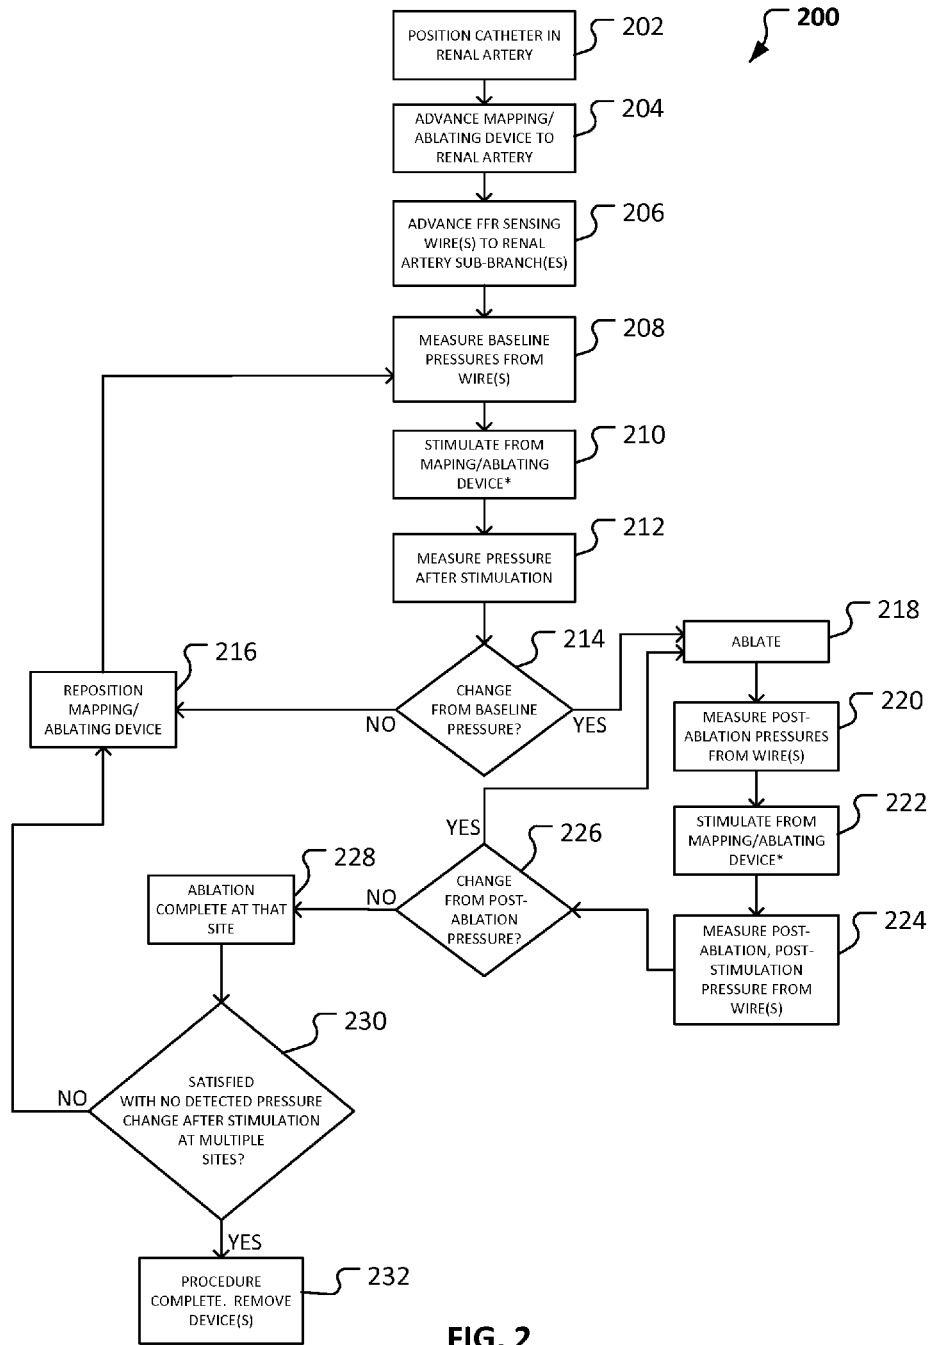 200
POSITION CATHETER IN
RENAL ARTERY
202
ADVANCE MAPPING/
ABLATING DEVICE TO
RENAL ARTERY
204
ADVANCE FFR SENSING
WIRE(S) TO RENAL
ARTERY SUB-BRANCH(ES)
206
MEASURE BASELINE
PRESSURES FROM
WIRE(S)
208
STIMULATE FROM
MAPING/ABLATING
DEVICE*
210
MEASURE PRESSURE
AFTER STIMULATION
212
CHANGE
FROM BASELINE
PRESSURE?
214
NO
YES
REPOSITION
MAPPING/
ABLATING DEVICE
216
ABLATE
218
MEASURE POST-
ABLATION PRESSURES
FROM WIRE(S)
220
STIMULATE FROM
MAPPING/ABLATING
DEVICE*
222
MEASURE POST-
ABLATION, POST-
STIMULATION
PRESSURE FROM
WIRE(S)
224
CHANGE
FROM POST-
ABLATION
PRESSURE?
226
YES
NO
ABLATION
COMPLETE AT THAT
SITE
228
SATISFIED
WITH NO DETECTED PRESSURE
CHANGE AFTER STIMULATION
AT MULTIPLE
SITES?
230
NO
YES
PROCEDURE
COMPLETE. REMOVE
DEVICE(S)
232
FIG. 2